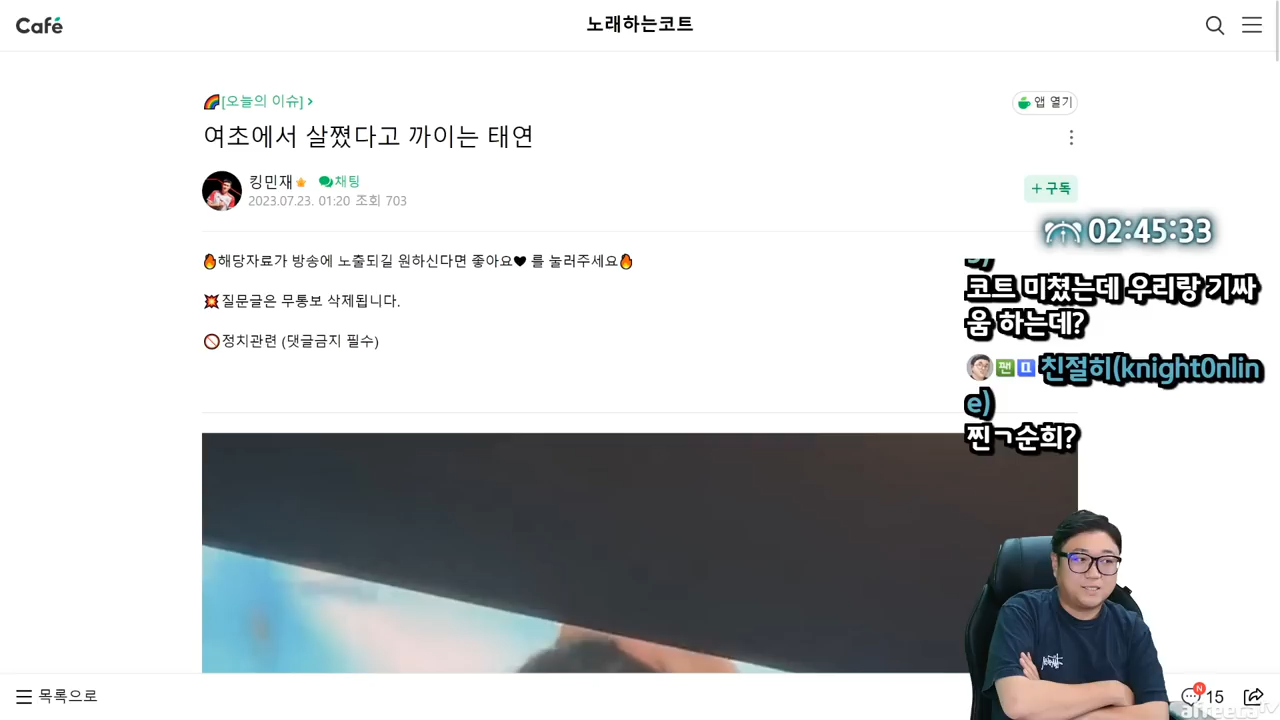 Café
노래하는코트
[오늘의 이슈] >
앱 열기
여초에서 살쪘다고 까이는 태연
킹민재
채팅
2023.07.23. 01:20 조회 703
+ 구독
02:45:33
해당자료가 방송에 노출되길 원하신다면 좋아요♥ 를 눌러주세요
질문글은 무통보 삭제됩니다.
정치관련 (댓글금지 필수)
코트 미쳤는데 우리랑 기싸
움 하는데?
팬
친절히(knight0nlin
e)
찐ㄱ순희?
목록으로
N
15
afreecaTV